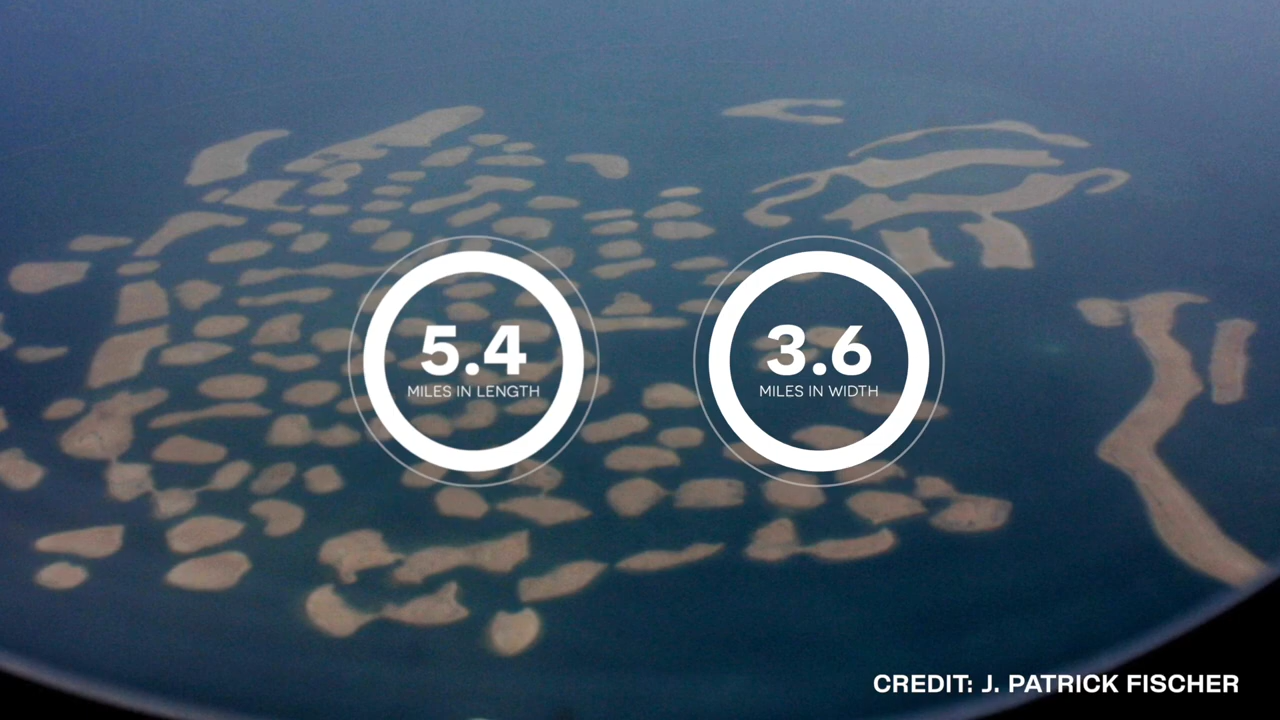 5.4
MILES IN LENGTH
3.6
MILES IN WIDTH
CREDIT: J. PATRICK FISCHER